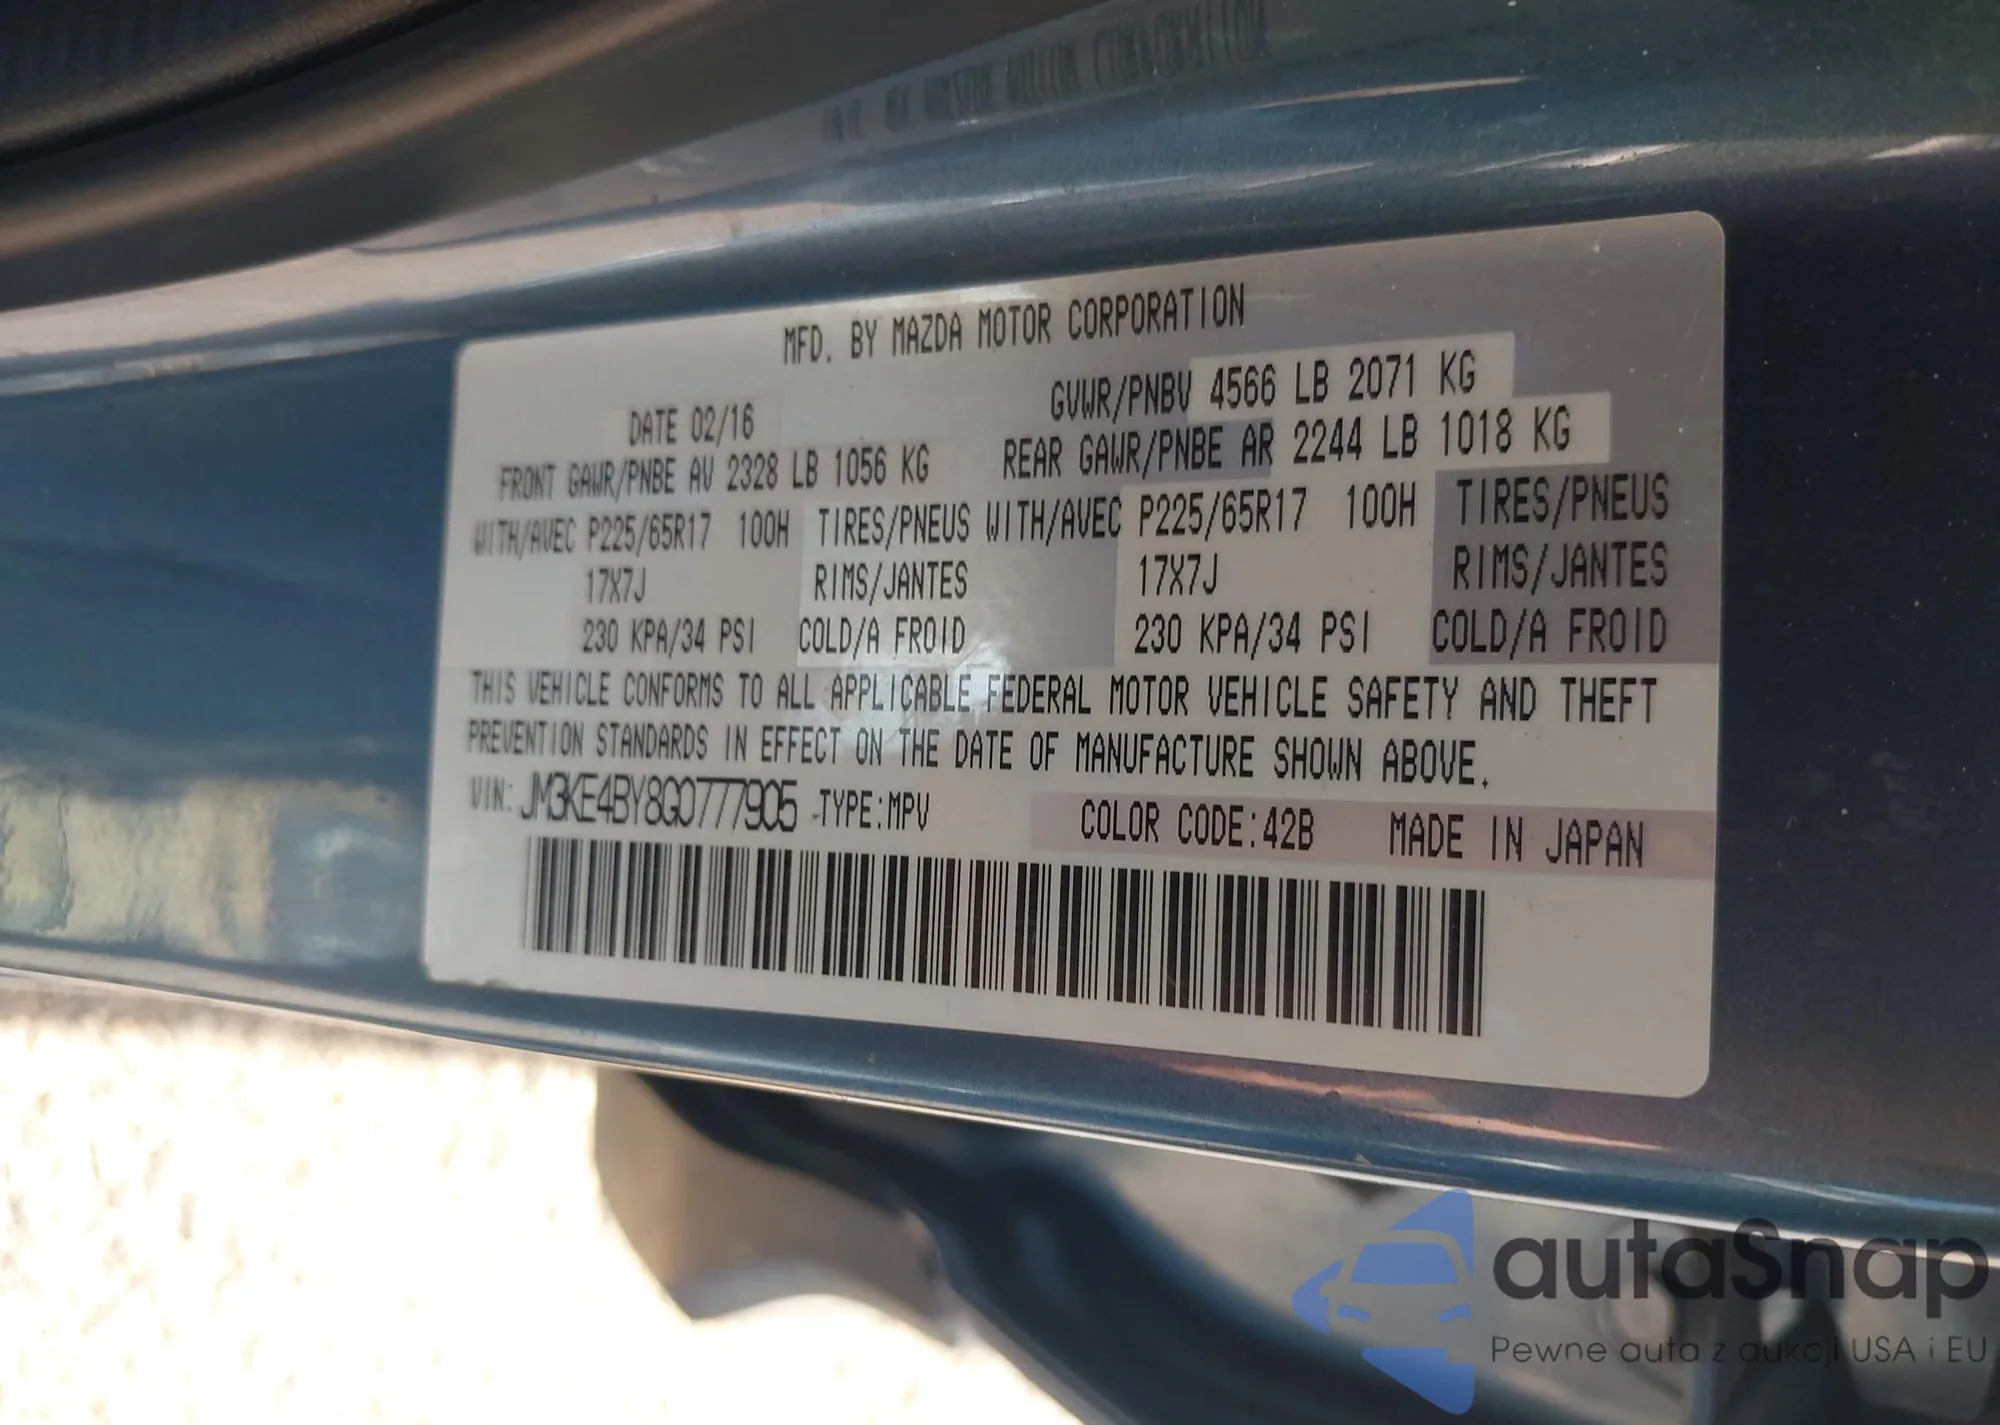 MFD. BY MAZDA MOTOR CORPORATION
DATE 02/16 GVWR/PNBV 4566 LB 2071 KG
FRONT GAWR/PNBE AV 2328 LB 1056 KG REAR GAWR/PNBE AR 2244 LB 1018 KG
WITH/AVEC P225/65R17 100H TIRES/PNEUS WITH/AVEC P225/65R17 100H TIRES/PNEUS
17X7J RIMS/JANTES 17X7J RIMS/JANTES
230 KPA/34 PSI COLD/A FROID 230 KPA/34 PSI COLD/A FROID
THIS VEHICLE CONFORMS TO ALL APPLICABLE FEDERAL MOTOR VEHICLE SAFETY AND THEFT
PREVENTION STANDARDS IN EFFECT ON THE DATE OF MANUFACTURE SHOWN ABOVE.
VIN: JM3KE4BY8G0777905 -TYPE:MPV COLOR CODE:42B MADE IN JAPAN
autaSnap
Pewne auta z aukcji USA i EU